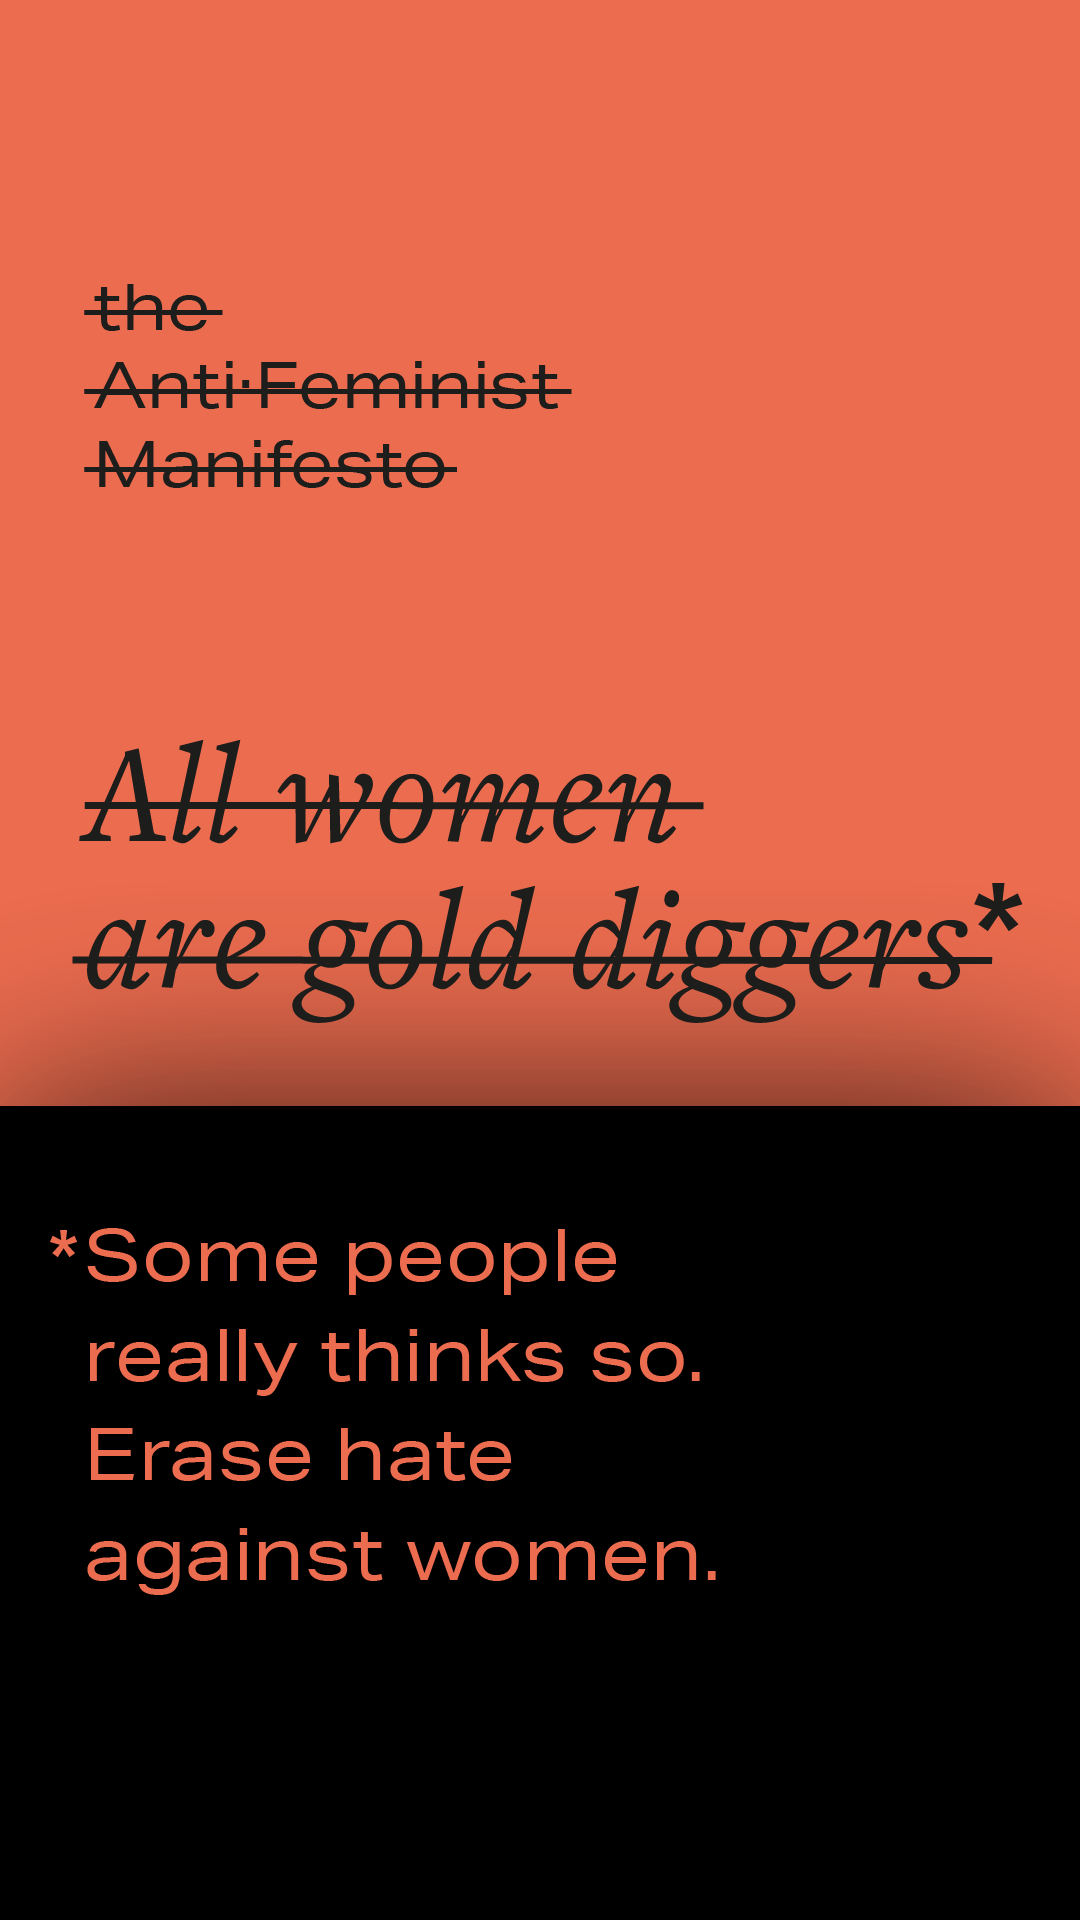 the
Anti·Feminist
Manifesto
All women
are gold diggers*
*Some people
really thinks so.
Erase hate
against women.